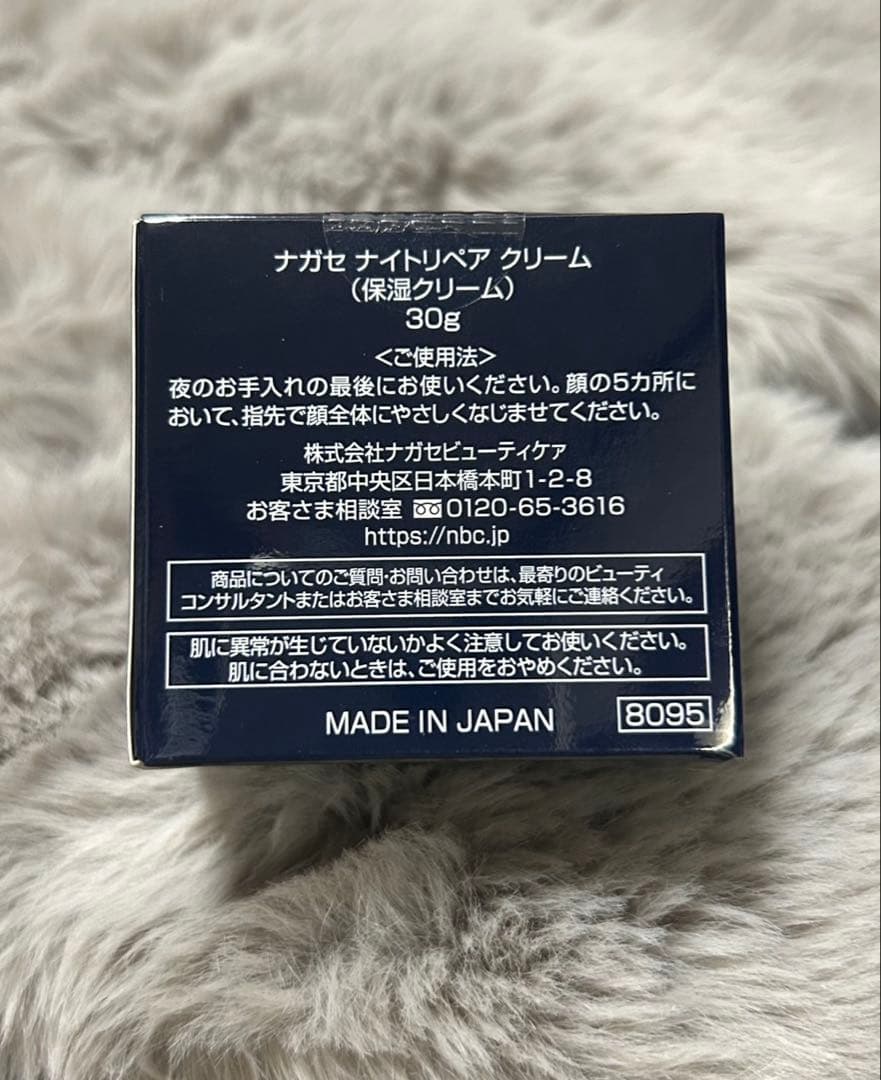 ナガセ ナイトリペア クリーム
（保湿クリーム）
30g
＜ご使用法＞
夜のお手入れの最後にお使いください。顔の5カ所に
おいて、指先で顔全体にやさしくなじませてください。
株式会社ナガセビューティケァ
東京都中央区日本橋本町1-2-8
お客さま相談室 0120-65-3616
https://nbc.jp
商品についてのご質問・お問い合わせは、最寄りのビューティ
コンサルタントまたはお客さま相談室までお気軽にご連絡ください。
肌に異常が生じていないかよく注意してお使いください。
肌に合わないときは、ご使用をおやめください。
MADE IN JAPAN
8095